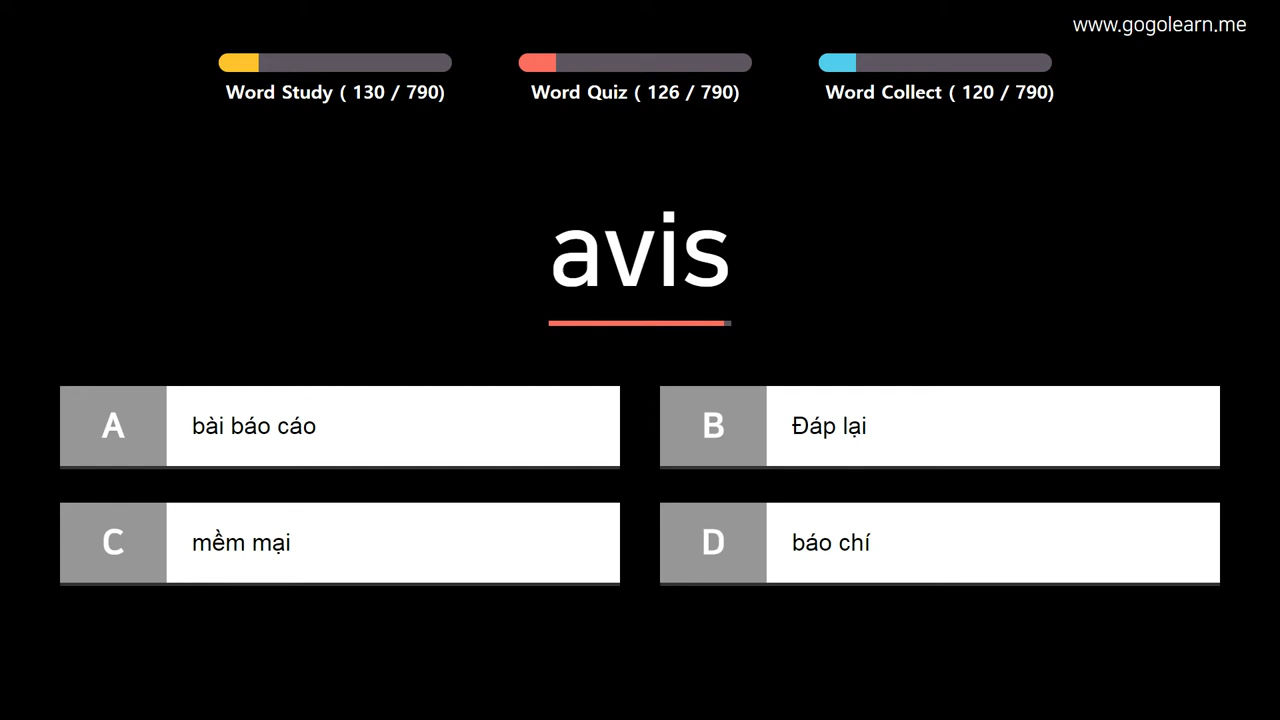 www.gogolearn.me
Word Study ( 130 / 790)
Word Quiz ( 126 / 790)
Word Collect ( 120 / 790)
avis
A bài báo cáo
B Đáp lại
C mềm mại
D báo chí